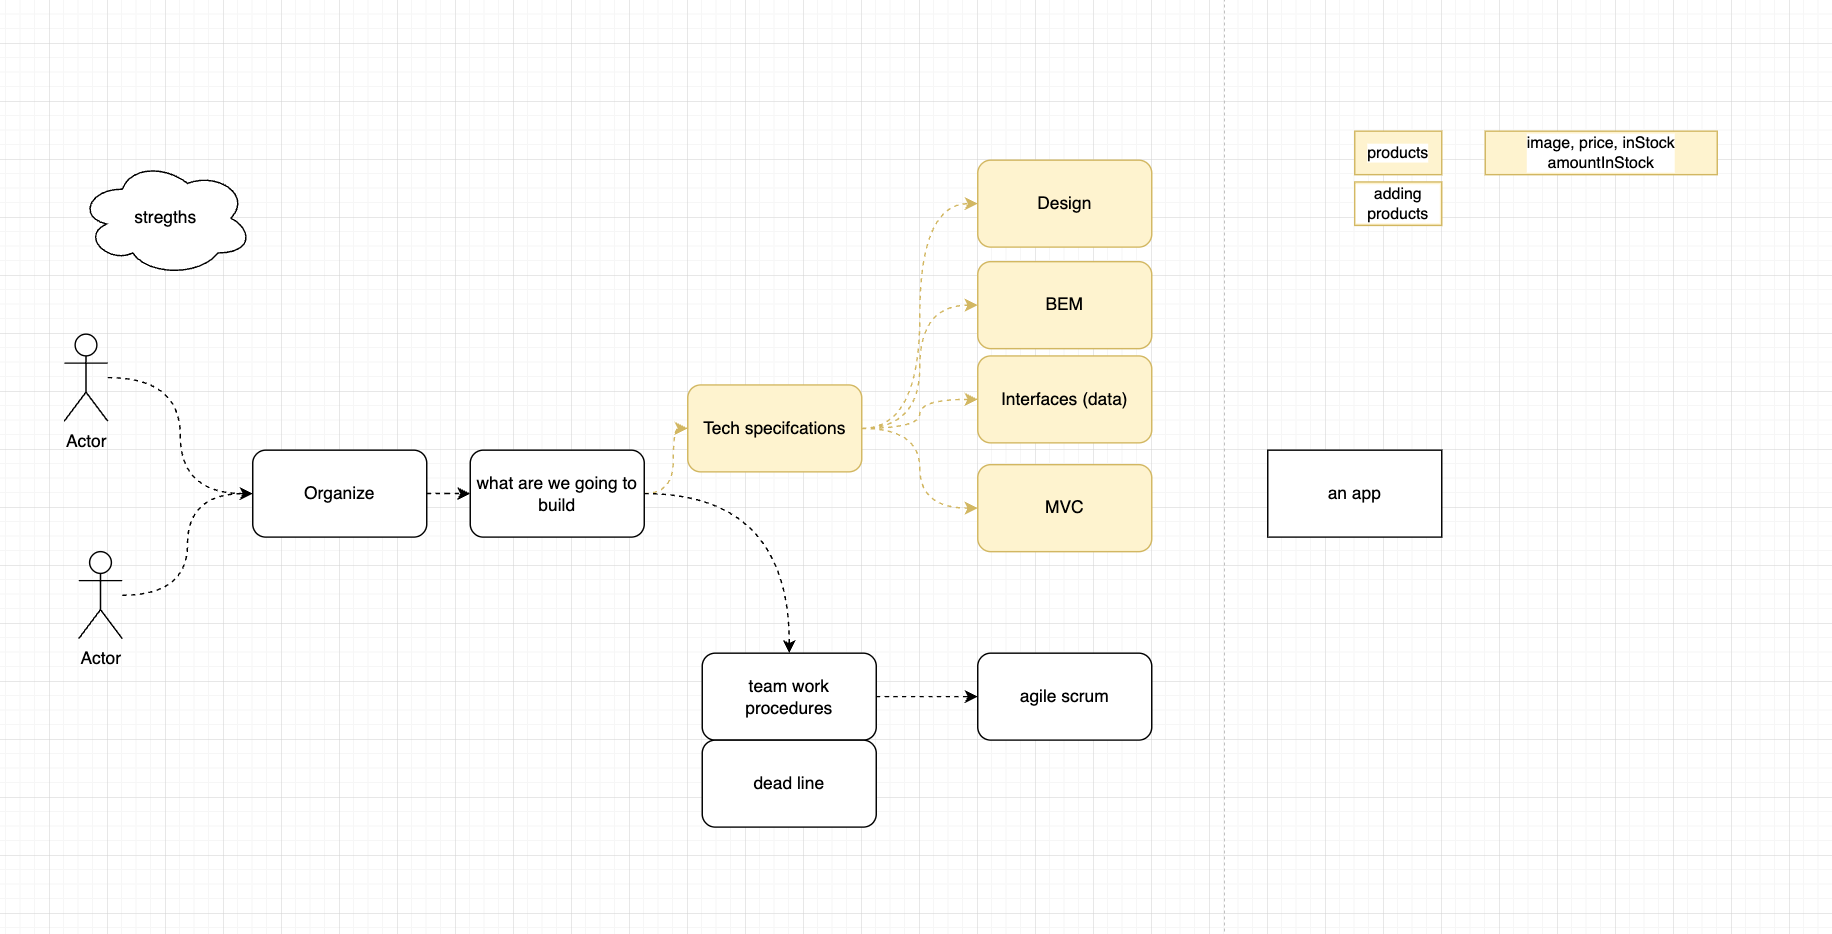 stregths
Actor
Actor
Organize
what are we going to
build
Tech specifcations
Design
BEM
Interfaces (data)
MVC
team work
procedures
dead line
agile scrum
products
adding
products
image, price, inStock
amountInStock
an app